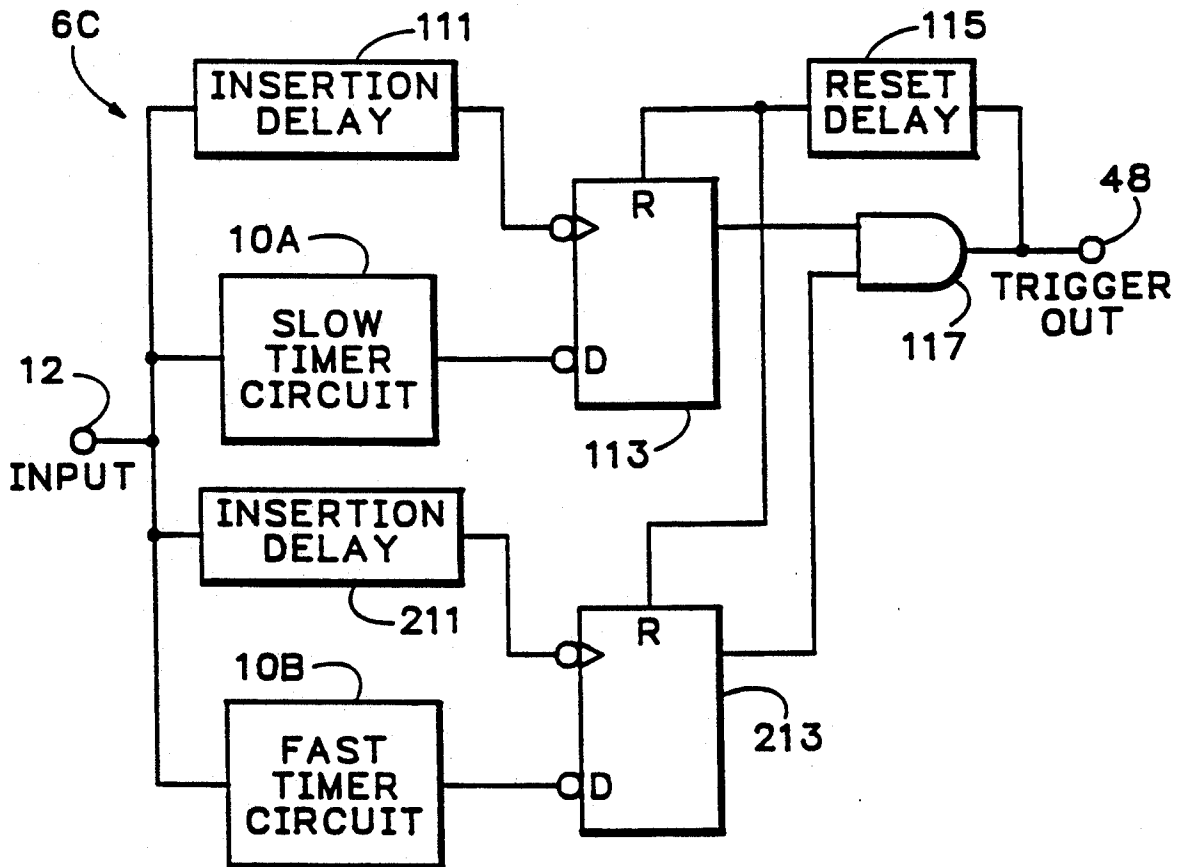 6C
111
115
INSERTION
DELAY
RESET
DELAY
R
48
10A
SLOW
TIMER
CIRCUIT
D
TRIGGER
OUT
117
12
INPUT
113
INSERTION
DELAY
211
R
10B
213
FAST
TIMER
CIRCUIT
D